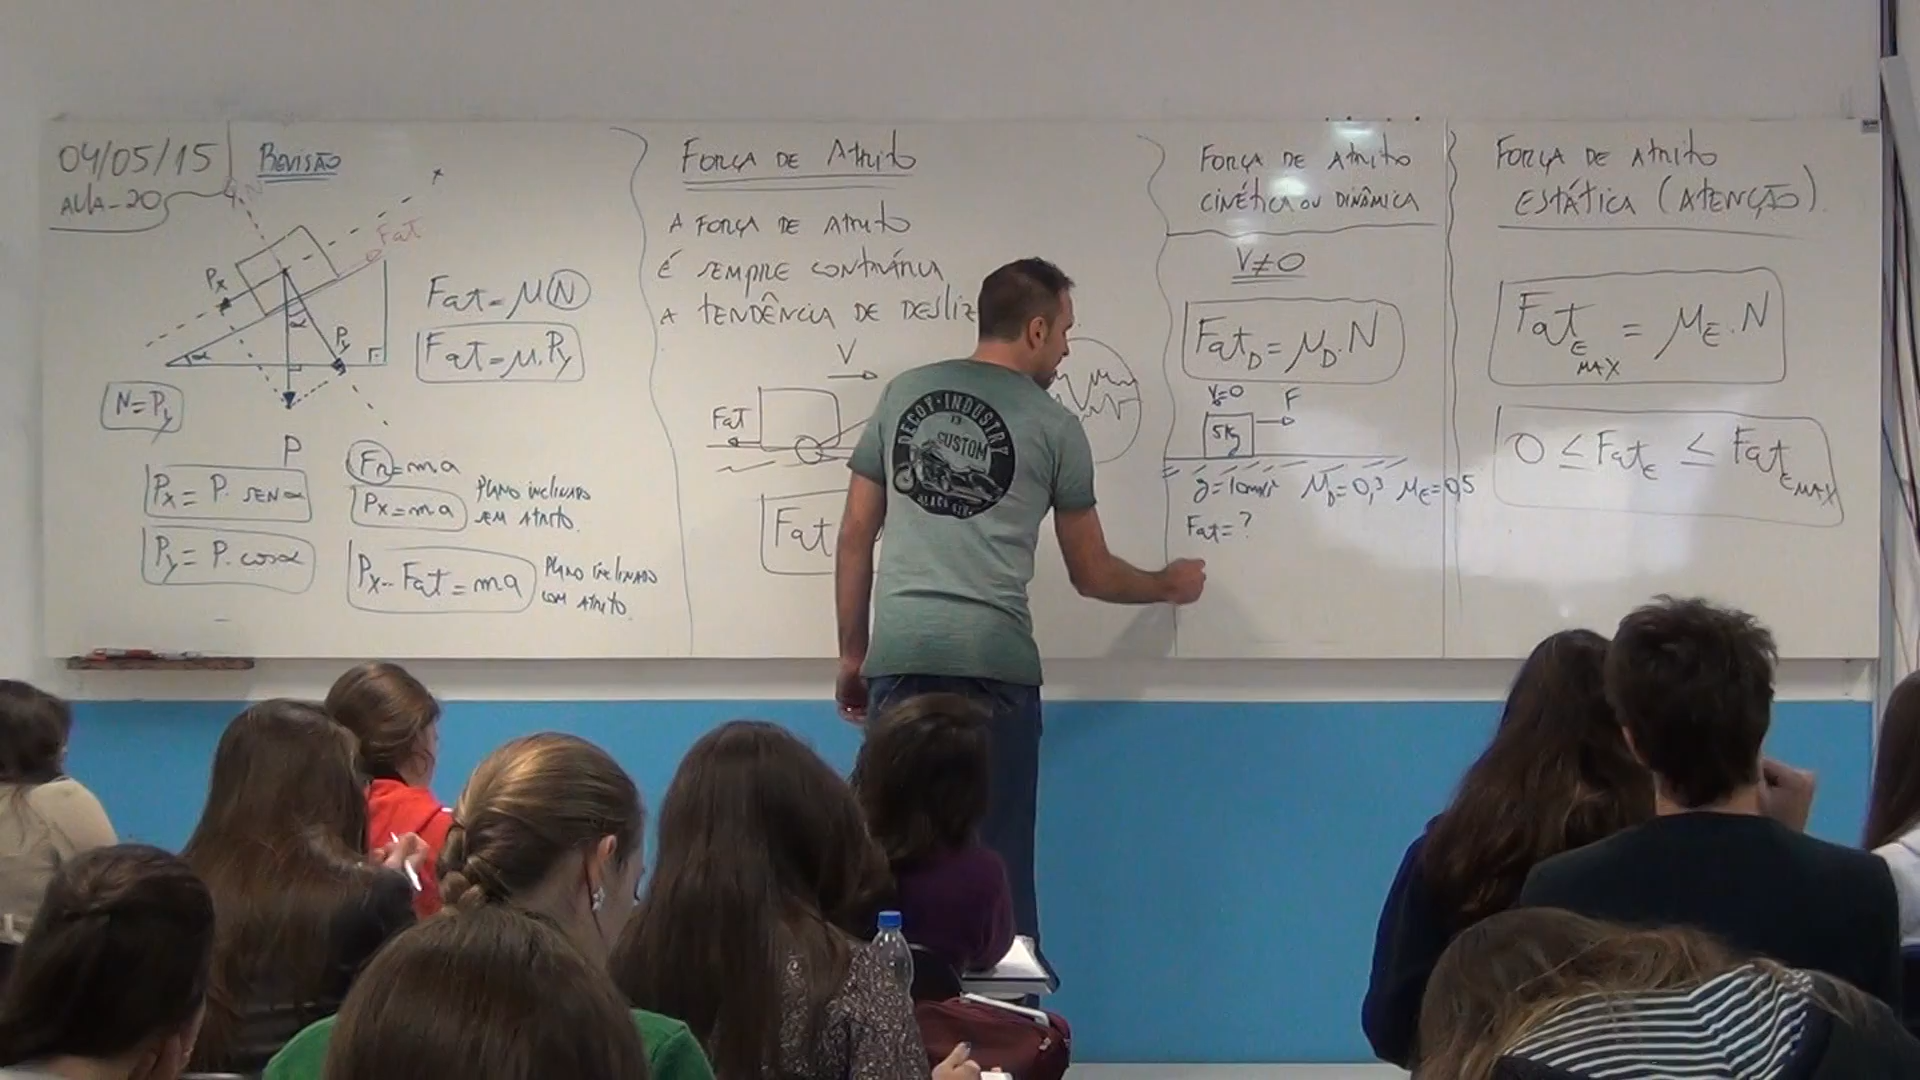 04/05/15
AULA-20
REVISÃO
N
x
Fat
Px
α
Py
α
P
N=Py
Px = P. SENα
Py = P. cosα
Fat = μN
Fat = μ.Py
Fr=ma
Px=ma
PLANO INCLINADO
SEM ATRITO.
Px - Fat = ma
PLANO INCLINADO
COM ATRITO.
FORÇA DE ATRITO
A FORÇA DE ATRITO
É SEMPRE CONTRÁRIA
A TENDÊNCIA DE DESLIZ
V
Fat
Fat
DECOY·INDUSTRY
CUSTOM
FORÇA DE ATRITO
CINÉTICA OU DINÂMICA
V≠0
FatD = μD.N
V0=0
F
5Kg
g=10m/s² μD=0,3 μE=0,5
Fat=?
FORÇA DE ATRITO
ESTÁTICA (ATENÇÃO)
FatE MAX = μE.N
0 ≤ FatE ≤ FatE MAX